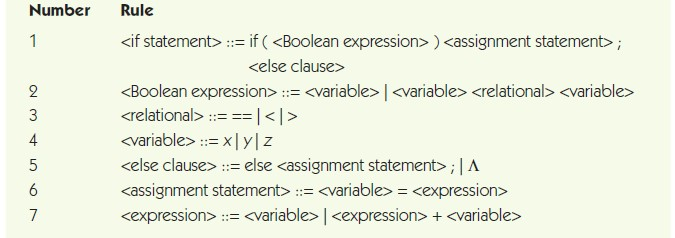 Number Rule
1 <if statement> ::= if ( <Boolean expression> ) <assignment statement> ;
<else clause>
2 <Boolean expression> ::= <variable> | <variable> <relational> <variable>
3 <relational> ::= == | < | >
4 <variable> ::= x | y | z
5 <else clause> ::= else <assignment statement> ; | Λ
6 <assignment statement> ::= <variable> = <expression>
7 <expression> ::= <variable> | <expression> + <variable>